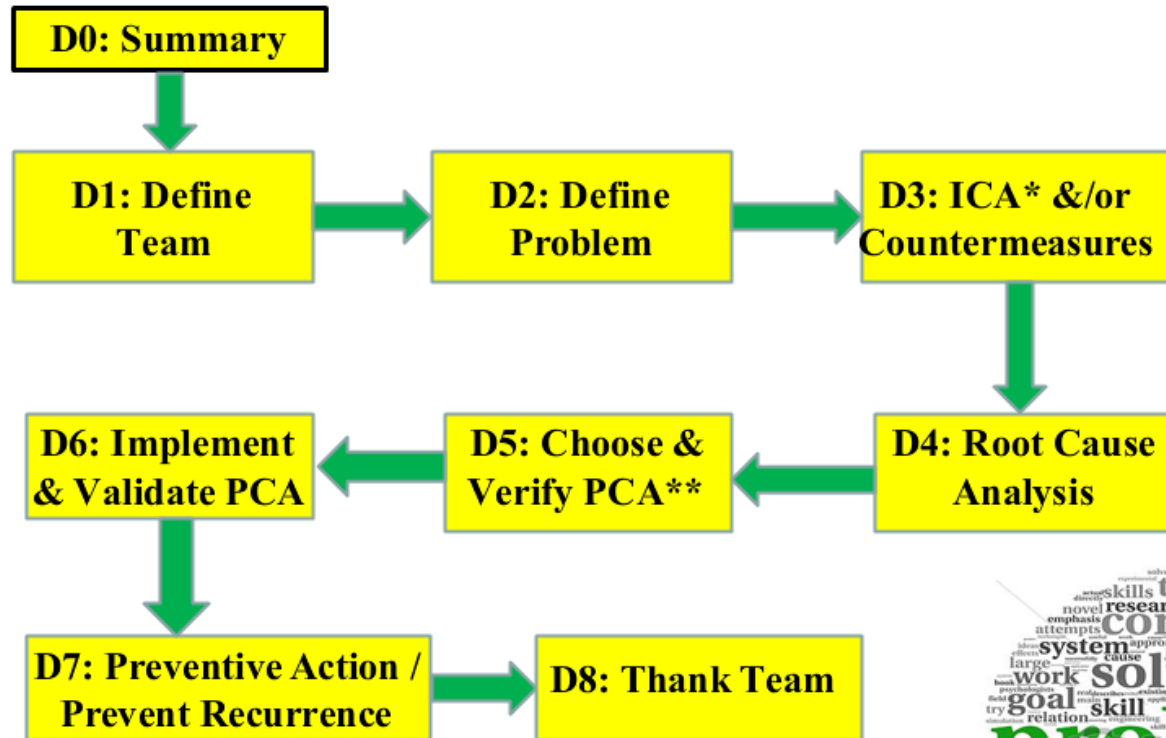 D0: Summary
D1: Define
Team
D2: Define
Problem
D3: ICA* &/or
Countermeasures
D6: Implement
& Validate PCA
D5: Choose &
Verify PCA**
D4: Root Cause
Analysis
D7: Preventive Action /
Prevent Recurrence
D8: Thank Team
skills
novel
emphasis
attempts
system
large
cause
work
goal
skill
try
relation